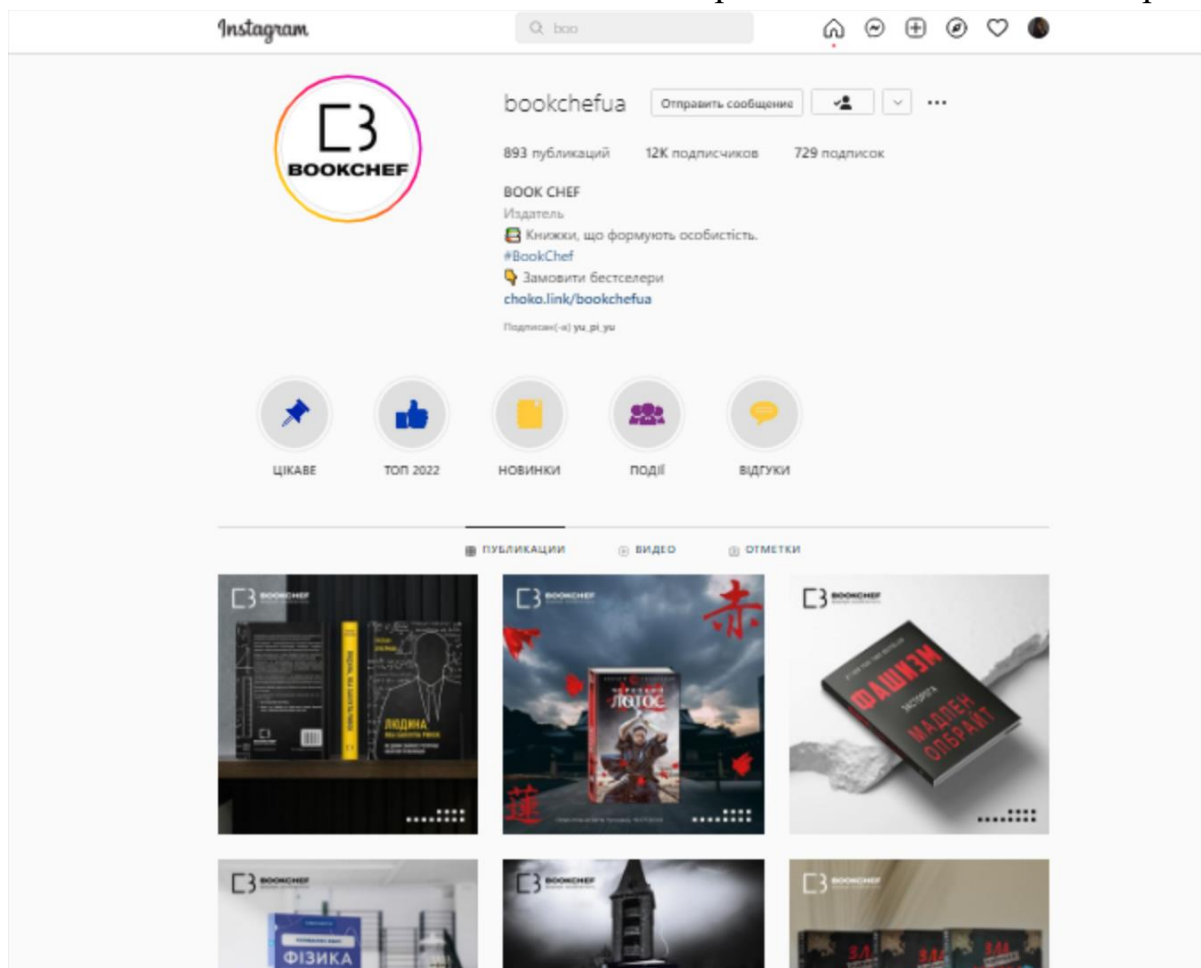 Instagram
boo
bookchefua Отправить сообщение
893 публикаций 12K подписчиков 729 подписок
BOOKCHEF
BOOK CHEF
Издатель
Книжки, що формують особистість.
#BookChef
Замовити бестселери
choko.link/bookchefua
Подписан(-а) yu_pi_yu
ЦІКАВЕ ТОП 2022 НОВИНКИ ПОДІЇ ВІДГУКИ
ПУБЛИКАЦИИ ВИДЕО ОТМЕТКИ
BOOKCHEF BOOKCHEF BOOKCHEF
赤
ЧЕРВОНИЙ
ЛОТОС
ФАШИЗМ
ЗАСТОРОГА
МАДЛЕН
ОЛБРАЙТ
ЛЮДИНА,
蓮
BOOKCHEF BOOKCHEF BOOKCHEF
ФІЗИКА